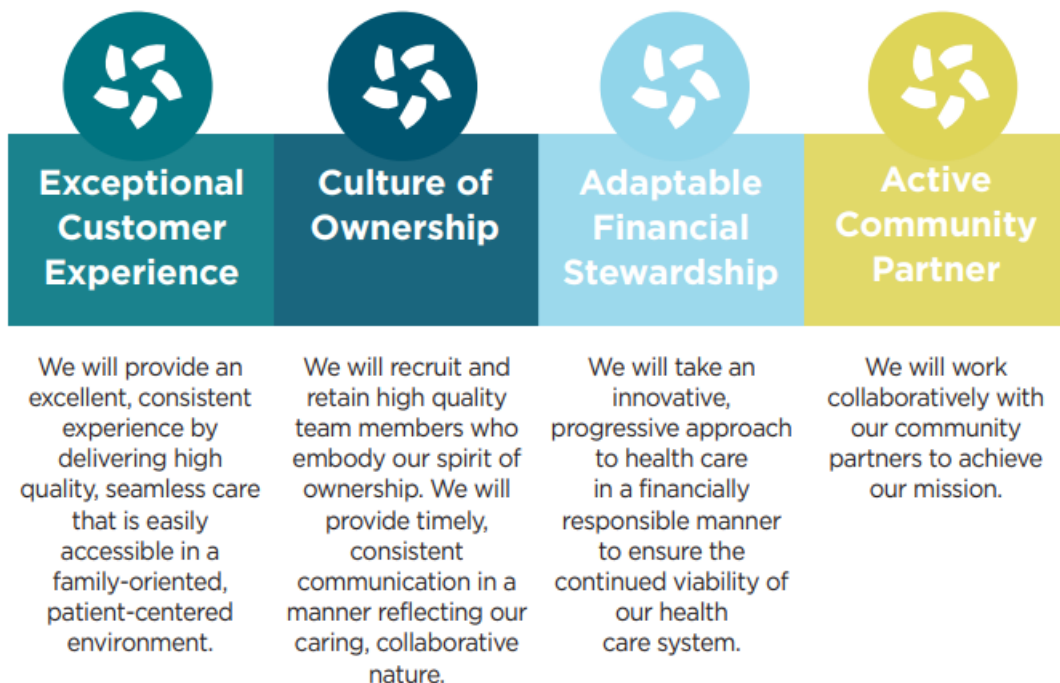 Exceptional
Customer
Experience
We will provide an
excellent, consistent
experience by
delivering high
quality, seamless care
that is easily
accessible in a
family-oriented,
patient-centered
environment.
Culture of
Ownership
We will recruit and
retain high quality
team members who
embody our spirit of
ownership. We will
provide timely,
consistent
communication in a
manner reflecting our
caring, collaborative
nature.
Adaptable
Financial
Stewardship
We will take an
innovative,
progressive approach
to health care
in a financially
responsible manner
to ensure the
continued viability of
our health
care system.
Active
Community
Partner
We will work
collaboratively with
our community
partners to achieve
our mission.